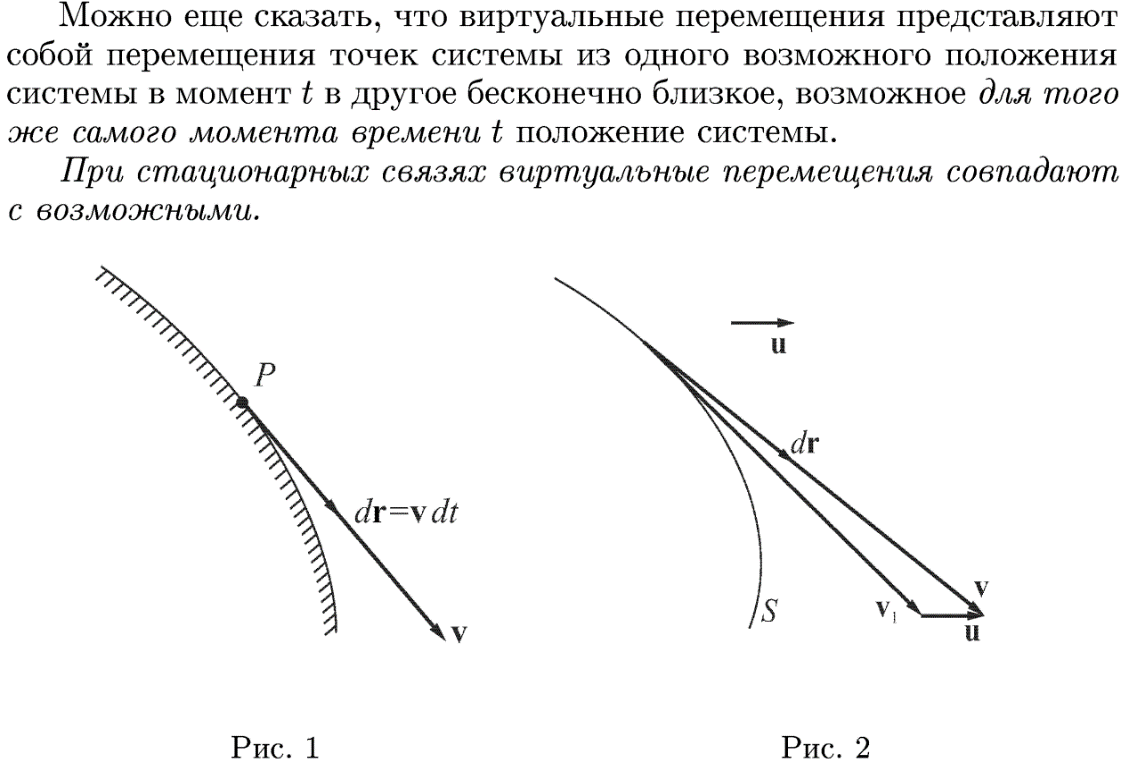 Можно еще сказать, что виртуальные перемещения представляют
собой перемещения точек системы из одного возможного положения
системы в момент t в другое бесконечно близкое, возможное для того
же самого момента времени t положение системы.
При стационарных связях виртуальные перемещения совпадают
с возможными.
P
dr=v dt
v
u
dr
v
v₁
u
S
Рис. 1
Рис. 2